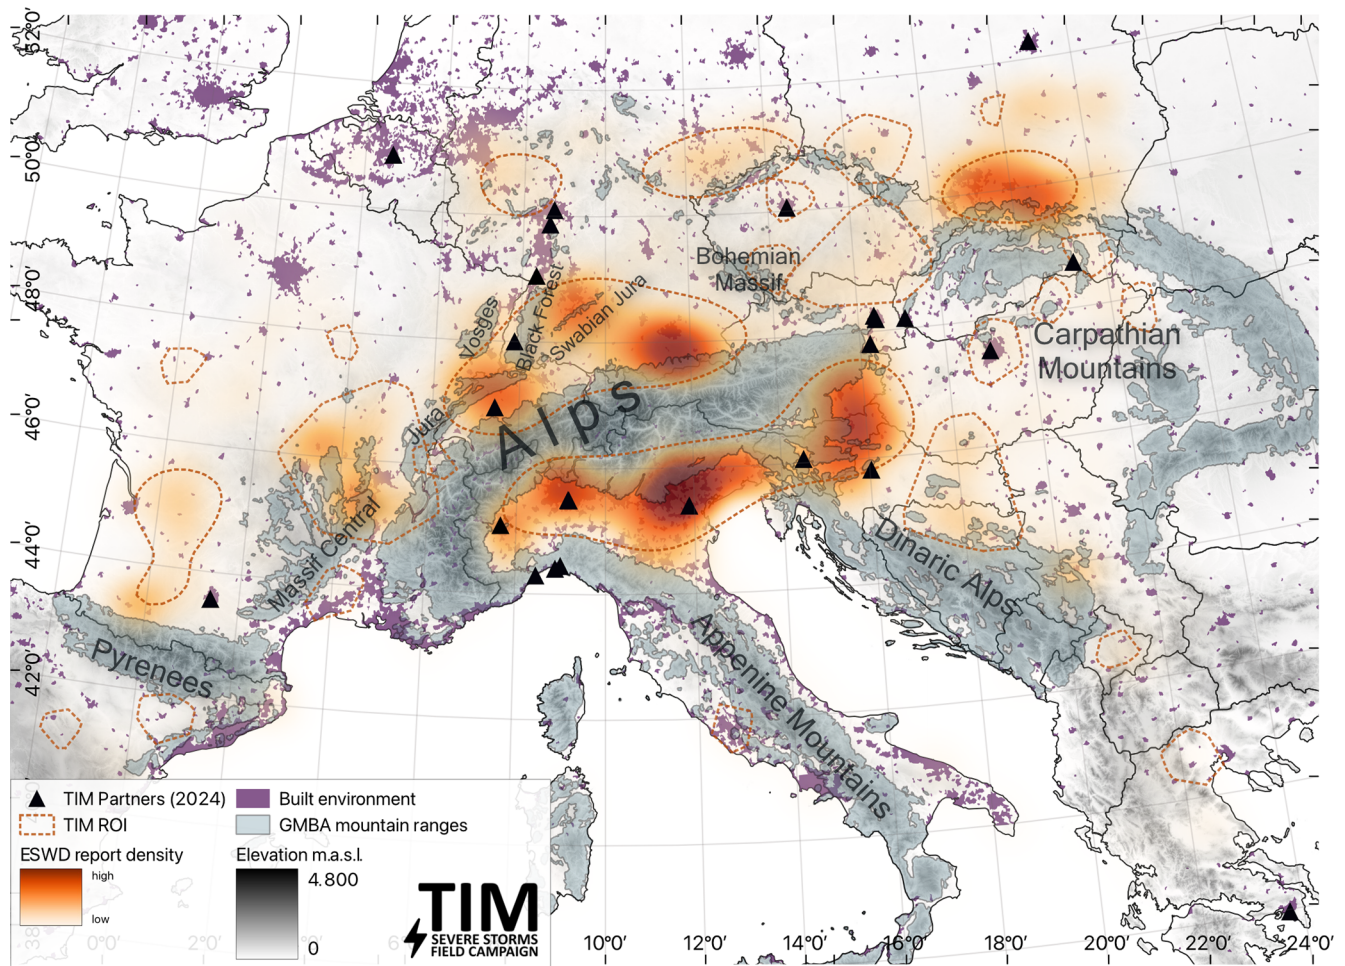 52°0′
50°0′
48°0′
46°0′
44°0′
42°0′
Bohemian
Massif
Vosges
Black Forest
Swabian Jura
Carpathian
Mountains
Jura
Alps
Massif Central
Dinaric Alps
Pyrenees
Appenine Mountains
TIM Partners (2024)
Built environment
TIM ROI
GMBA mountain ranges
ESWD report density
high
low
Elevation m.a.s.l.
4.800
0
TIM
SEVERE STORMS
FIELD CAMPAIGN
0°0′
2°0′
10°0′
12°0′
14°0′
16°0′
18°0′
20°0′
22°0′
24°0′